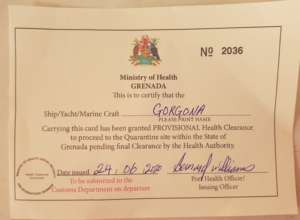 No 2036
Ministry of Health
GRENADA
This is to certify that the
Ship/Yacht/Marine Craft GORGONA
PLEASE PRINT NAME
Carrying this card has been granted PROVISIONAL Health Clearance
to proceed to the Quarantine site within the State of
Grenada pending final Clearance by the Health Authority.
Date issued 24/06/2020
Port Health Officer/
Issuing Officer
To be submitted to the
Customs Department on departure